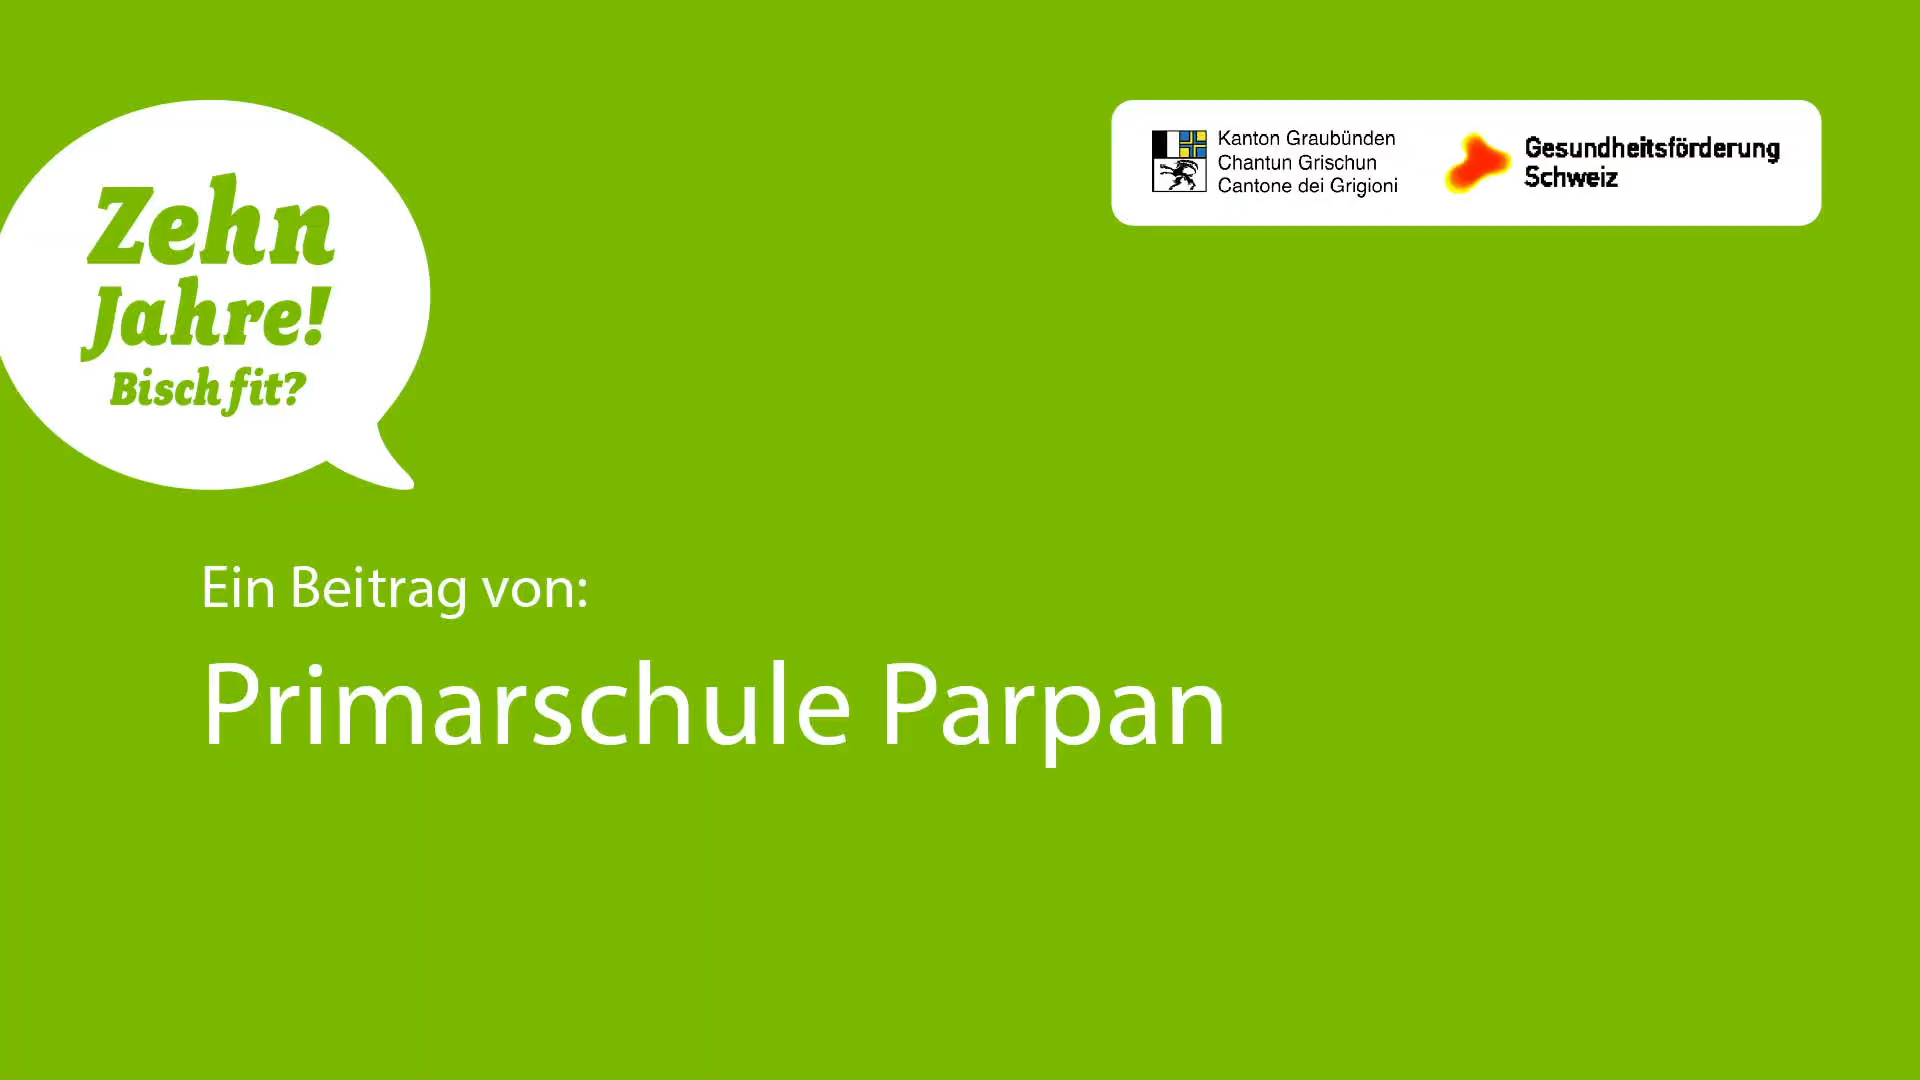 Zehn
Jahre!
Bisch fit?
Kanton Graubünden
Chantun Grischun
Cantone dei Grigioni
Gesundheitsförderung
Schweiz
Ein Beitrag von:
Primarschule Parpan